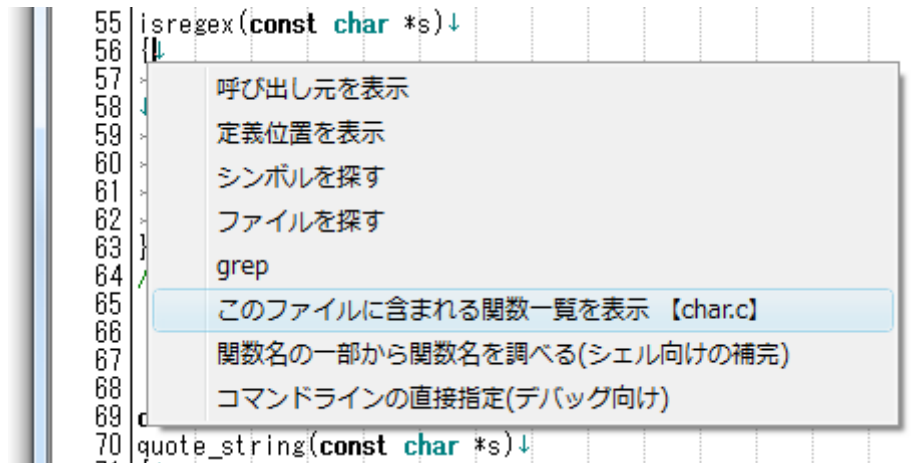 55 isregex(const char *s)↓
56 {↓
57
呼び出し元を表示
58 ↓
定義位置を表示
59
60
シンボルを探す
61
62
ファイルを探す
63 }
64 /
grep
65
このファイルに含まれる関数一覧を表示 【char.c】
66
67
関数名の一部から関数名を調べる(シェル向けの補完)
68
コマンドラインの直接指定(デバッグ向け)
69
70 quote_string(const char *s)↓